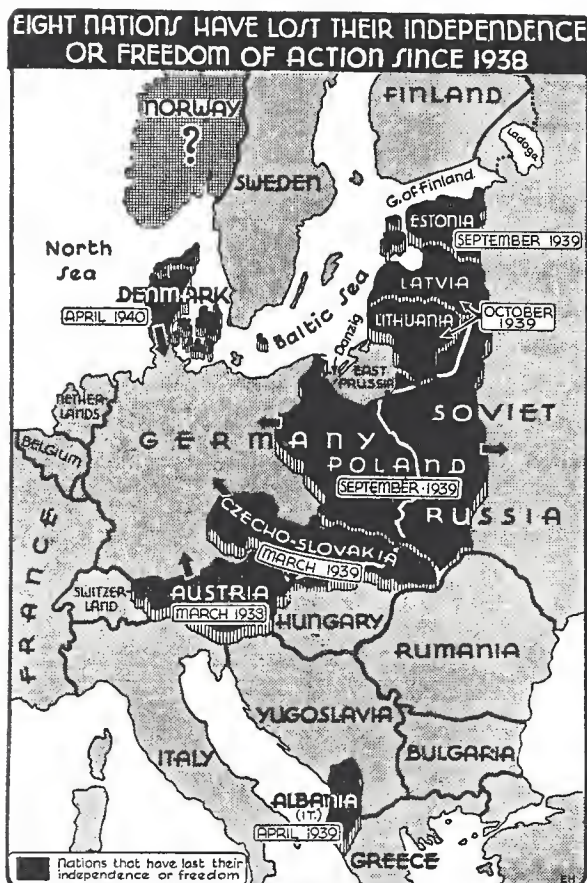 EIGHT NATIONS HAVE LOST THEIR INDEPENDENCE
OR FREEDOM OF ACTION SINCE 1938
NORWAY
?
FINLAND
Ladoga
SWEDEN
G. of FINLAND
ESTONIA
SEPTEMBER 1939
North
Sea
DENMARK
APRIL 1940
Baltic Sea
LATVIA
LITHUANIA
OCTOBER
1939
Danzig
EAST
PRUSSIA
NETHER-
LANDS
BELGIUM
GERMANY
SOVIET
RUSSIA
POLAND
SEPTEMBER·1939
CZECHO-SLOVAKIA
MARCH 1939
FRANCE
SWITZER-
LAND
AUSTRIA
MARCH 1938
HUNGARY
RUMANIA
YUGOSLAVIA
ITALY
BULGARIA
ALBANIA
(IT.)
APRIL 1939
GREECE
Nations that have lost their
independence or freedom
EH